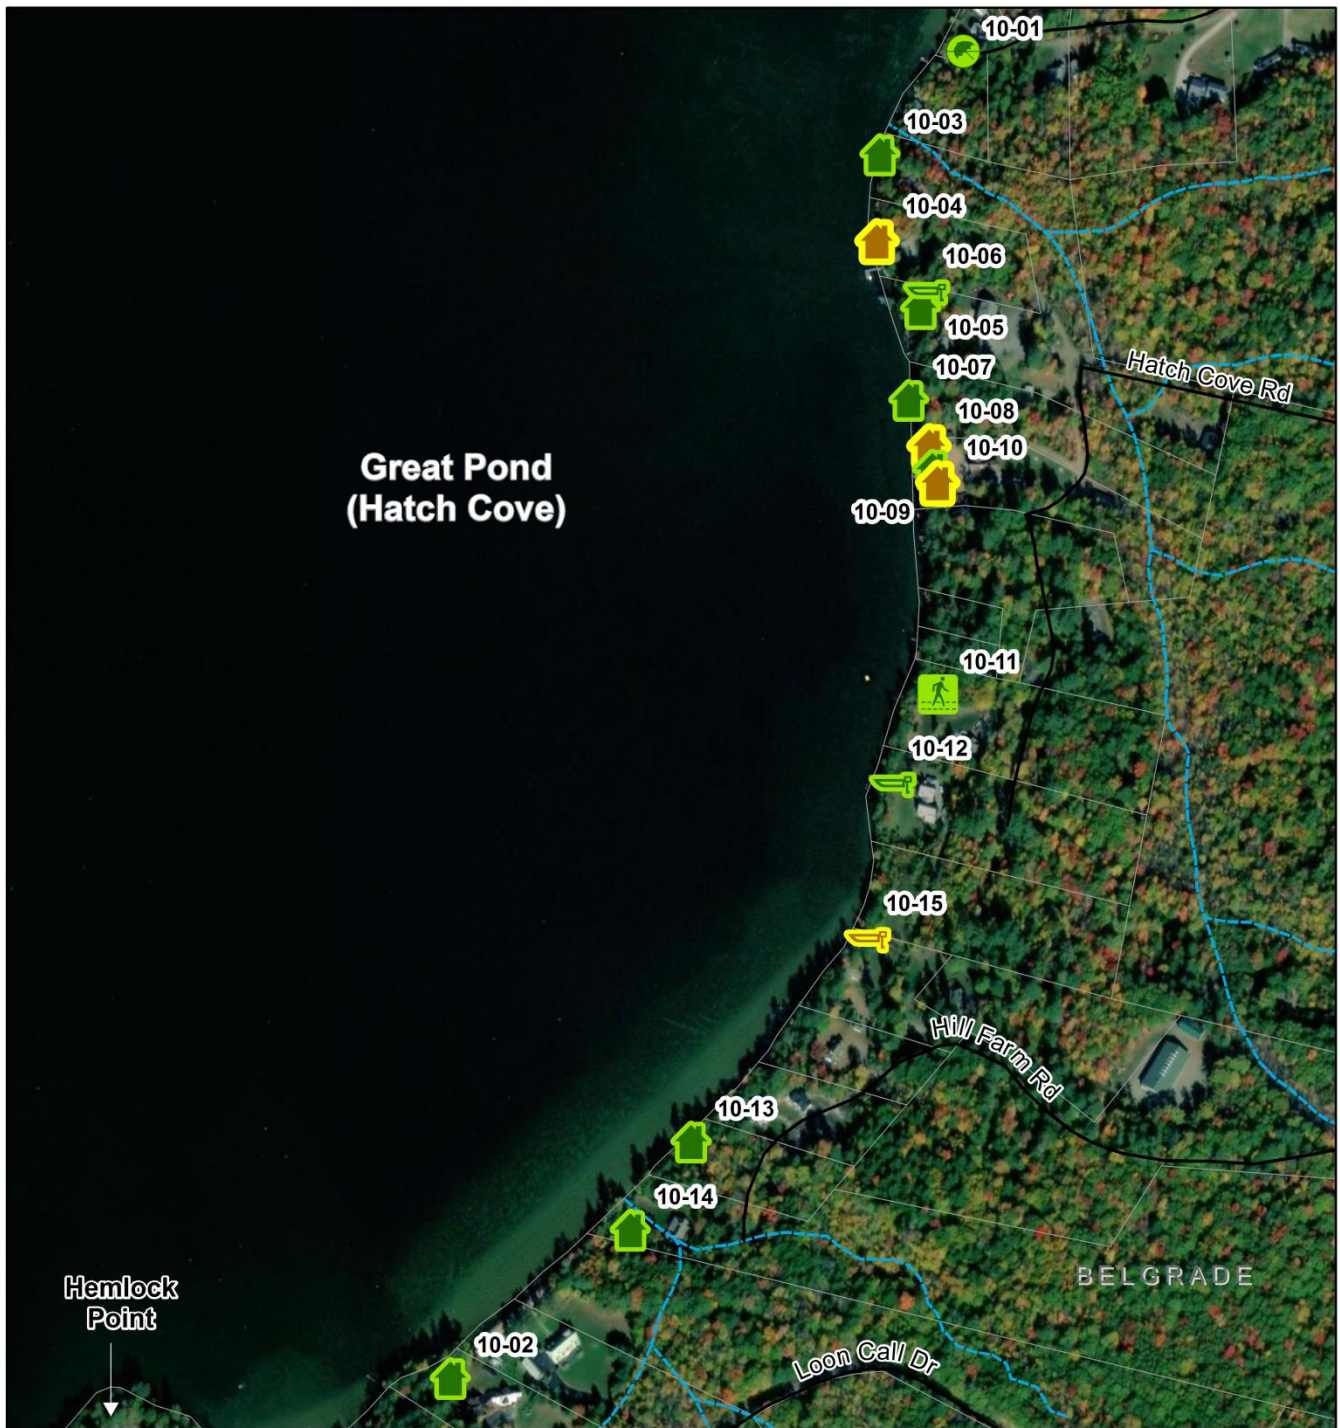 10-01
10-03
10-04
10-06
10-05
10-07
Hatch Cove Rd
10-08
10-10
Great Pond
(Hatch Cove)
10-09
10-11
10-12
10-15
Hill Farm Rd
10-13
10-14
BELGRADE
Hemlock
Point
10-02
Loon Call Dr